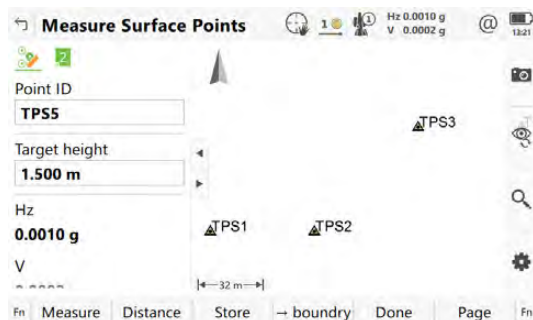 Measure Surface Points
1
1
Hz 0.0010 g
V 0.0002 g
@
13:21
2
Point ID
TPS5
TPS3
Target height
1.500 m
Hz
0.0010 g
TPS1
TPS2
V
32 m
Fn
Measure
Distance
Store
→ boundry
Done
Page
Fn